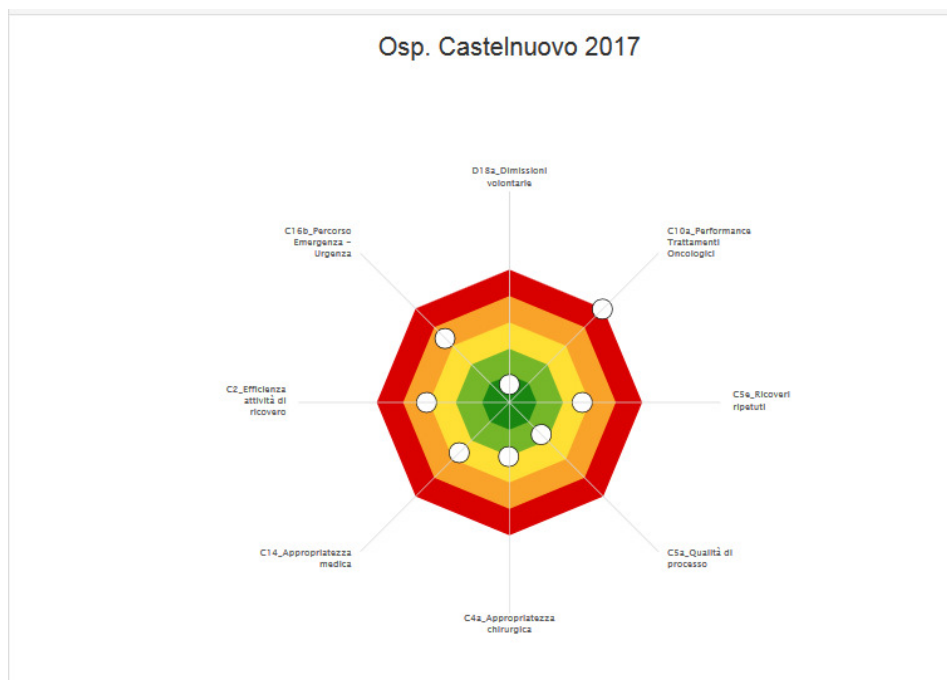 Osp. Castelnuovo 2017
D18a_Dimissioni
volontarie
C16b_Percorso
Emergenza -
Urgenza
C10a_Performance
Trattamenti
Oncologici
C2_Efficienza
attività di
ricovero
C5e_Ricoveri
ripetuti
C14_Appropriatezza
medica
C5a_Qualità di
processo
C4a_Appropriatezza
chirurgica